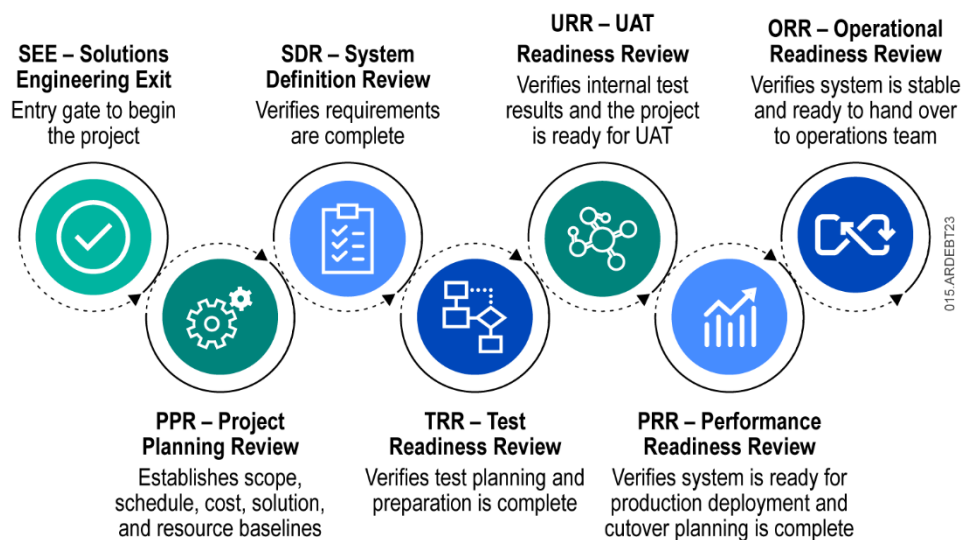 SEE – Solutions
Engineering Exit
Entry gate to begin
the project
PPR – Project
Planning Review
Establishes scope,
schedule, cost, solution,
and resource baselines
SDR – System
Definition Review
Verifies requirements
are complete
TRR – Test
Readiness Review
Verifies test planning and
preparation is complete
URR – UAT
Readiness Review
Verifies internal test
results and the project
is ready for UAT
PRR – Performance
Readiness Review
Verifies system is ready for
production deployment and
cutover planning is complete
ORR – Operational
Readiness Review
Verifies system is stable
and ready to hand over
to operations team
015.ARDEBT23